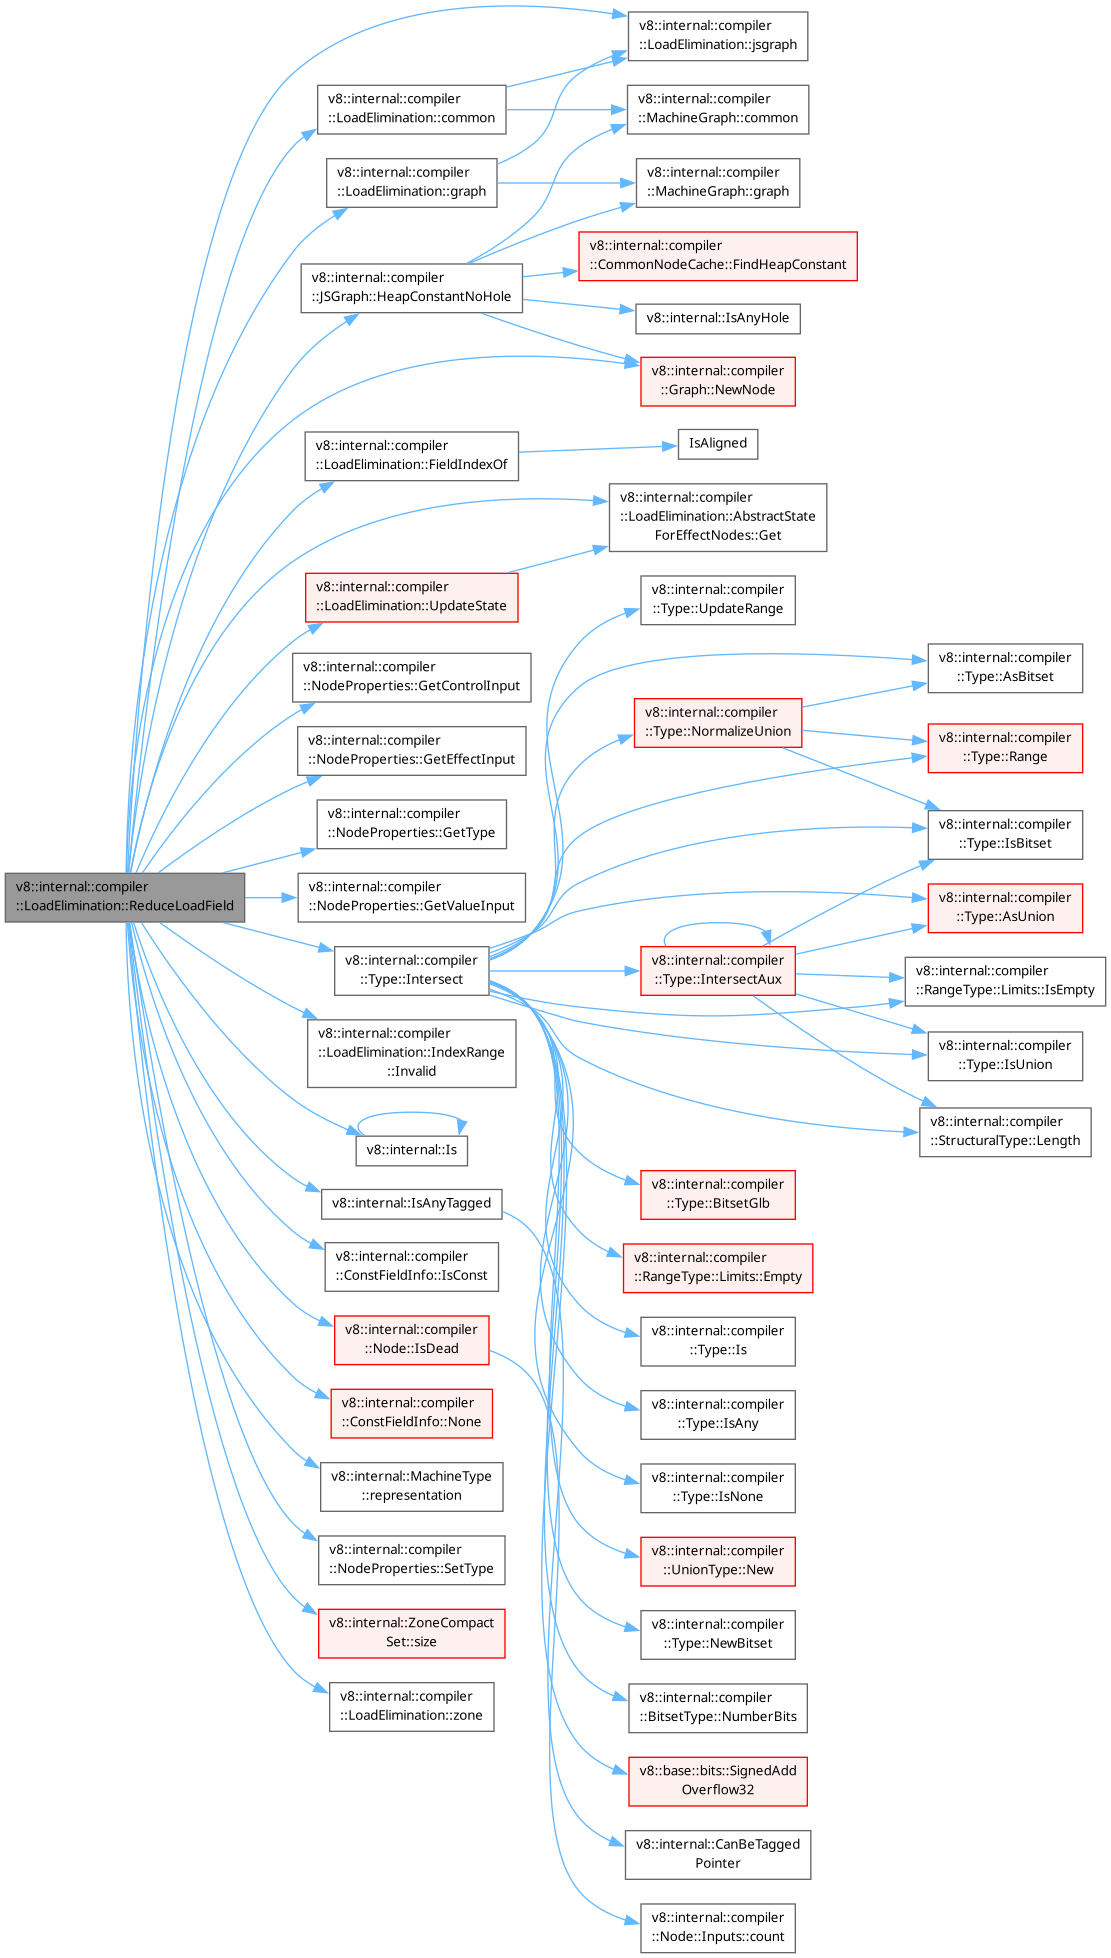 v8::internal::compiler
::LoadElimination::ReduceLoadField
v8::internal::compiler
::LoadElimination::common
v8::internal::compiler
::LoadElimination::graph
v8::internal::compiler
::JSGraph::HeapConstantNoHole
v8::internal::compiler
::LoadElimination::FieldIndexOf
v8::internal::compiler
::LoadElimination::UpdateState
v8::internal::compiler
::NodeProperties::GetControlInput
v8::internal::compiler
::NodeProperties::GetEffectInput
v8::internal::compiler
::NodeProperties::GetType
v8::internal::compiler
::NodeProperties::GetValueInput
v8::internal::compiler
::Type::Intersect
v8::internal::compiler
::LoadElimination::IndexRange
::Invalid
v8::internal::Is
v8::internal::IsAnyTagged
v8::internal::compiler
::ConstFieldInfo::IsConst
v8::internal::compiler
::Node::IsDead
v8::internal::compiler
::ConstFieldInfo::None
v8::internal::MachineType
::representation
v8::internal::compiler
::NodeProperties::SetType
v8::internal::ZoneCompact
Set::size
v8::internal::compiler
::LoadElimination::zone
v8::internal::compiler
::LoadElimination::jsgraph
v8::internal::compiler
::MachineGraph::common
v8::internal::compiler
::MachineGraph::graph
v8::internal::compiler
::CommonNodeCache::FindHeapConstant
v8::internal::IsAnyHole
v8::internal::compiler
::Graph::NewNode
IsAligned
v8::internal::compiler
::LoadElimination::AbstractState
ForEffectNodes::Get
v8::internal::compiler
::Type::UpdateRange
v8::internal::compiler
::Type::NormalizeUnion
v8::internal::compiler
::Type::IntersectAux
v8::internal::compiler
::Type::BitsetGlb
v8::internal::compiler
::RangeType::Limits::Empty
v8::internal::compiler
::Type::Is
v8::internal::compiler
::Type::IsAny
v8::internal::compiler
::Type::IsNone
v8::internal::compiler
::UnionType::New
v8::internal::compiler
::Type::NewBitset
v8::internal::compiler
::BitsetType::NumberBits
v8::base::bits::SignedAdd
Overflow32
v8::internal::CanBeTagged
Pointer
v8::internal::compiler
::Node::Inputs::count
v8::internal::compiler
::Type::AsBitset
v8::internal::compiler
::Type::Range
v8::internal::compiler
::Type::IsBitset
v8::internal::compiler
::Type::AsUnion
v8::internal::compiler
::RangeType::Limits::IsEmpty
v8::internal::compiler
::Type::IsUnion
v8::internal::compiler
::StructuralType::Length